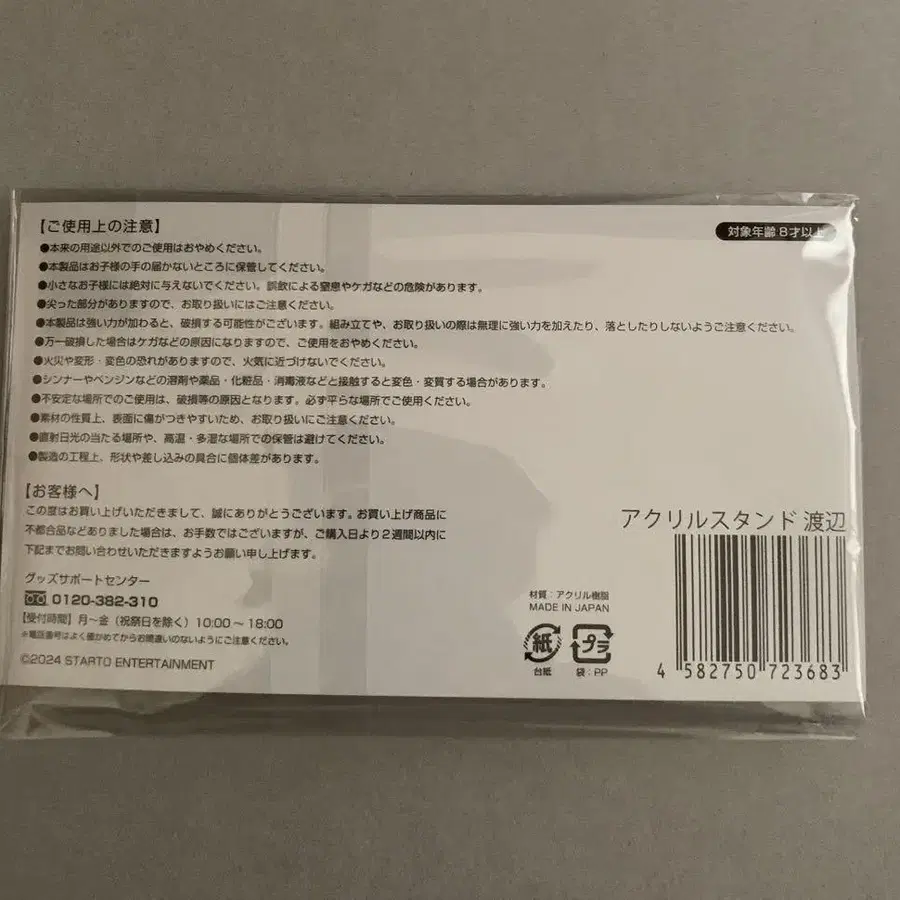 【ご使用上の注意】
対象年齢 8才以上
●本来の用途以外でのご使用はおやめください。
●本製品はお子様の手の届かないところに保管してください。
●小さなお子様には絶対に与えないでください。誤飲による窒息やケガなどの危険があります。
●尖った部分がありますので、お取り扱いにはご注意ください。
●本製品は強い力が加わると、破損する可能性がございます。組み立てや、お取り扱いの際は無理に強い力を加えたり、落としたりしないようご注意ください。
●万一破損した場合はケガなどの原因になりますので、ご使用をおやめください。
●火災や変形・変色の恐れがありますので、火気に近づけないでください。
●シンナーやベンジンなどの溶剤や薬品・化粧品・消毒液などと接触すると変色・変質する場合があります。
●不安定な場所でのご使用は、破損等の原因となります。必ず平らな場所でご使用ください。
●素材の性質上、表面に傷がつきやすいため、お取り扱いにご注意ください。
●直射日光の当たる場所や、高温・多湿な場所での保管は避けてください。
●製造の工程上、形状や差し込みの具合に個体差があります。
【お客様へ】
この度はお買い上げいただきまして、誠にありがとうございます。お買い上げ商品に
不都合品などありました場合は、お手数ではございますが、ご購入日より2週間以内に
下記までお問い合わせいただきますようお願い申し上げます。
グッズサポートセンター
0120-382-310
【受付時間】月〜金（祝祭日を除く）10:00〜18:00
※電話番号はよく確かめてからお間違いのないようにご注意ください。
©2024 STARTO ENTERTAINMENT
材質：アクリル樹脂
MADE IN JAPAN
紙
プラ
台紙
袋：PP
アクリルスタンド 渡辺
4 582750 723683